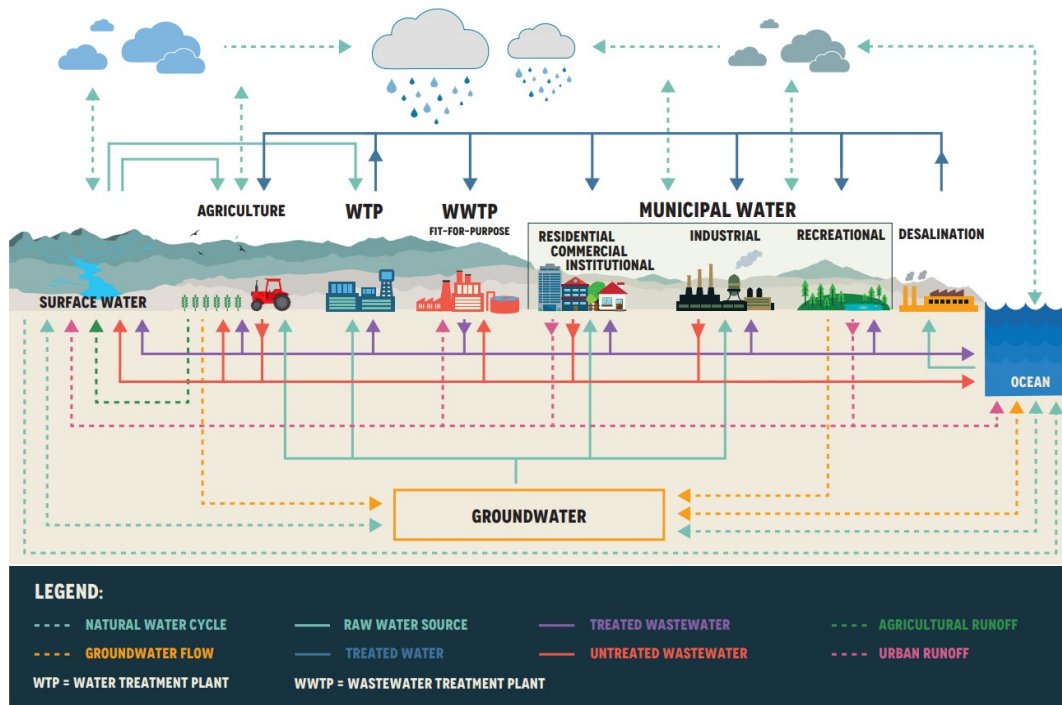 AGRICULTURE
WTP
WWTP
FIT-FOR-PURPOSE
MUNICIPAL WATER
RESIDENTIAL
COMMERCIAL
INSTITUTIONAL
INDUSTRIAL
RECREATIONAL
DESALINATION
SURFACE WATER
OCEAN
GROUNDWATER
LEGEND:
NATURAL WATER CYCLE
RAW WATER SOURCE
TREATED WASTEWATER
AGRICULTURAL RUNOFF
GROUNDWATER FLOW
TREATED WATER
UNTREATED WASTEWATER
URBAN RUNOFF
WTP = WATER TREATMENT PLANT
WWTP = WASTEWATER TREATMENT PLANT